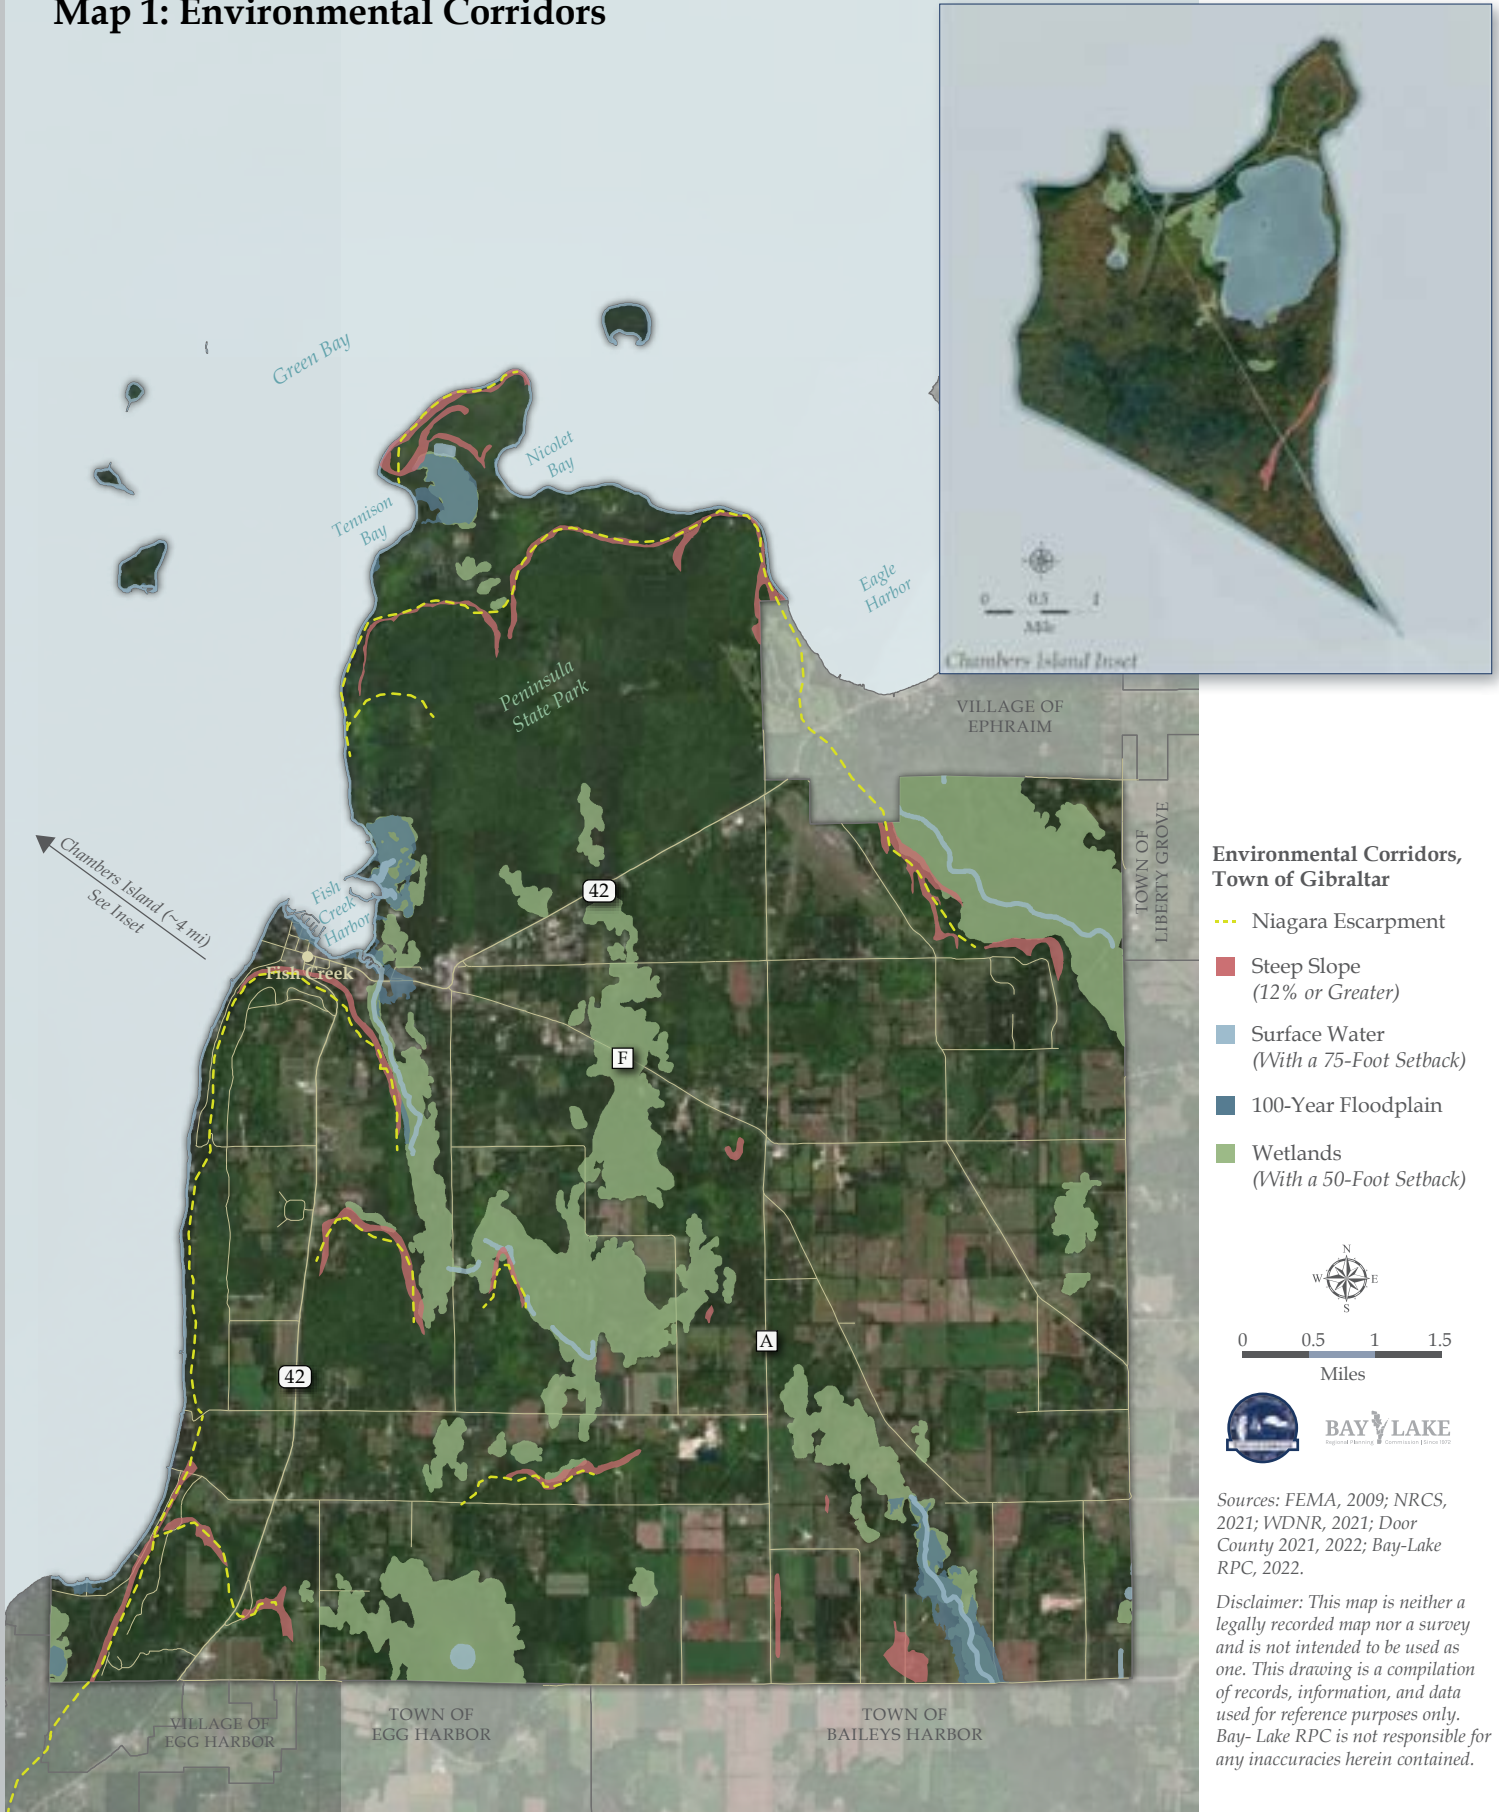 Map 1: Environmental Corridors
Green Bay
Nicolet
Bay
Tennison
Bay
Eagle
Harbor
0 0.5 1
Mile
Chambers Island Inset
Peninsula
State Park
VILLAGE OF
EPHRAIM
TOWN OF
LIBERTY GROVE
Chambers Island (~4 mi)
See Inset
Fish
Creek
Harbor
Fish Creek
42
F
A
42
VILLAGE OF
EGG HARBOR
TOWN OF
EGG HARBOR
TOWN OF
BAILEYS HARBOR
Environmental Corridors,
Town of Gibraltar
Niagara Escarpment
Steep Slope
(12% or Greater)
Surface Water
(With a 75-Foot Setback)
100-Year Floodplain
Wetlands
(With a 50-Foot Setback)
N
W E
S
0 0.5 1 1.5
Miles
BAY LAKE
Regional Planning Commission | Since 1972
Sources: FEMA, 2009; NRCS,
2021; WDNR, 2021; Door
County 2021, 2022; Bay-Lake
RPC, 2022.
Disclaimer: This map is neither a
legally recorded map nor a survey
and is not intended to be used as
one. This drawing is a compilation
of records, information, and data
used for reference purposes only.
Bay- Lake RPC is not responsible for
any inaccuracies herein contained.